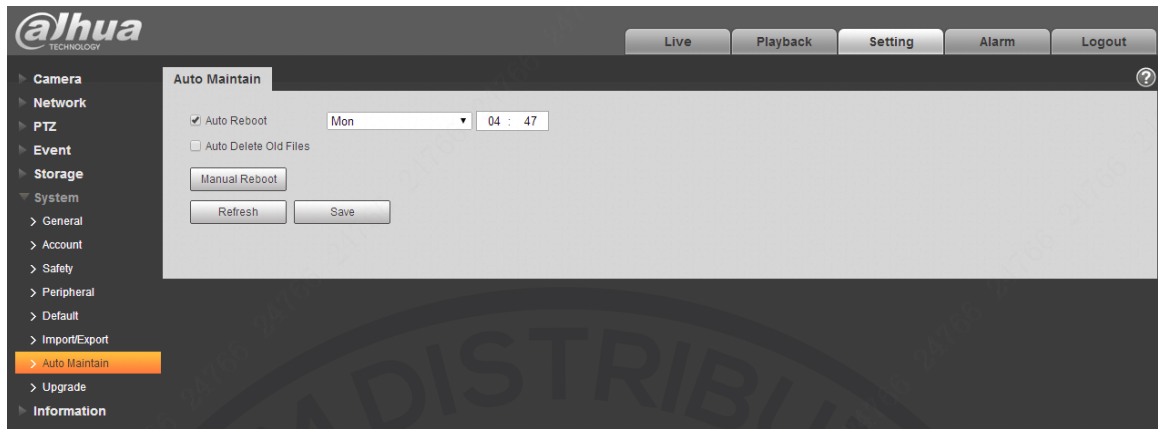 alhua
TECHNOLOGY
Live Playback Setting Alarm Logout
Camera
Network
PTZ
Event
Storage
System
General
Account
Safety
Peripheral
Default
Import/Export
Auto Maintain
Upgrade
Information
Auto Maintain
?
Auto Reboot Mon 04 : 47
Auto Delete Old Files
Manual Reboot
Refresh Save
DISTRIBU